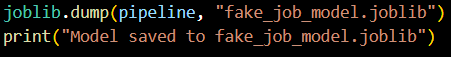 joblib.dump(pipeline, "fake_job_model.joblib")
print("Model saved to fake_job_model.joblib")